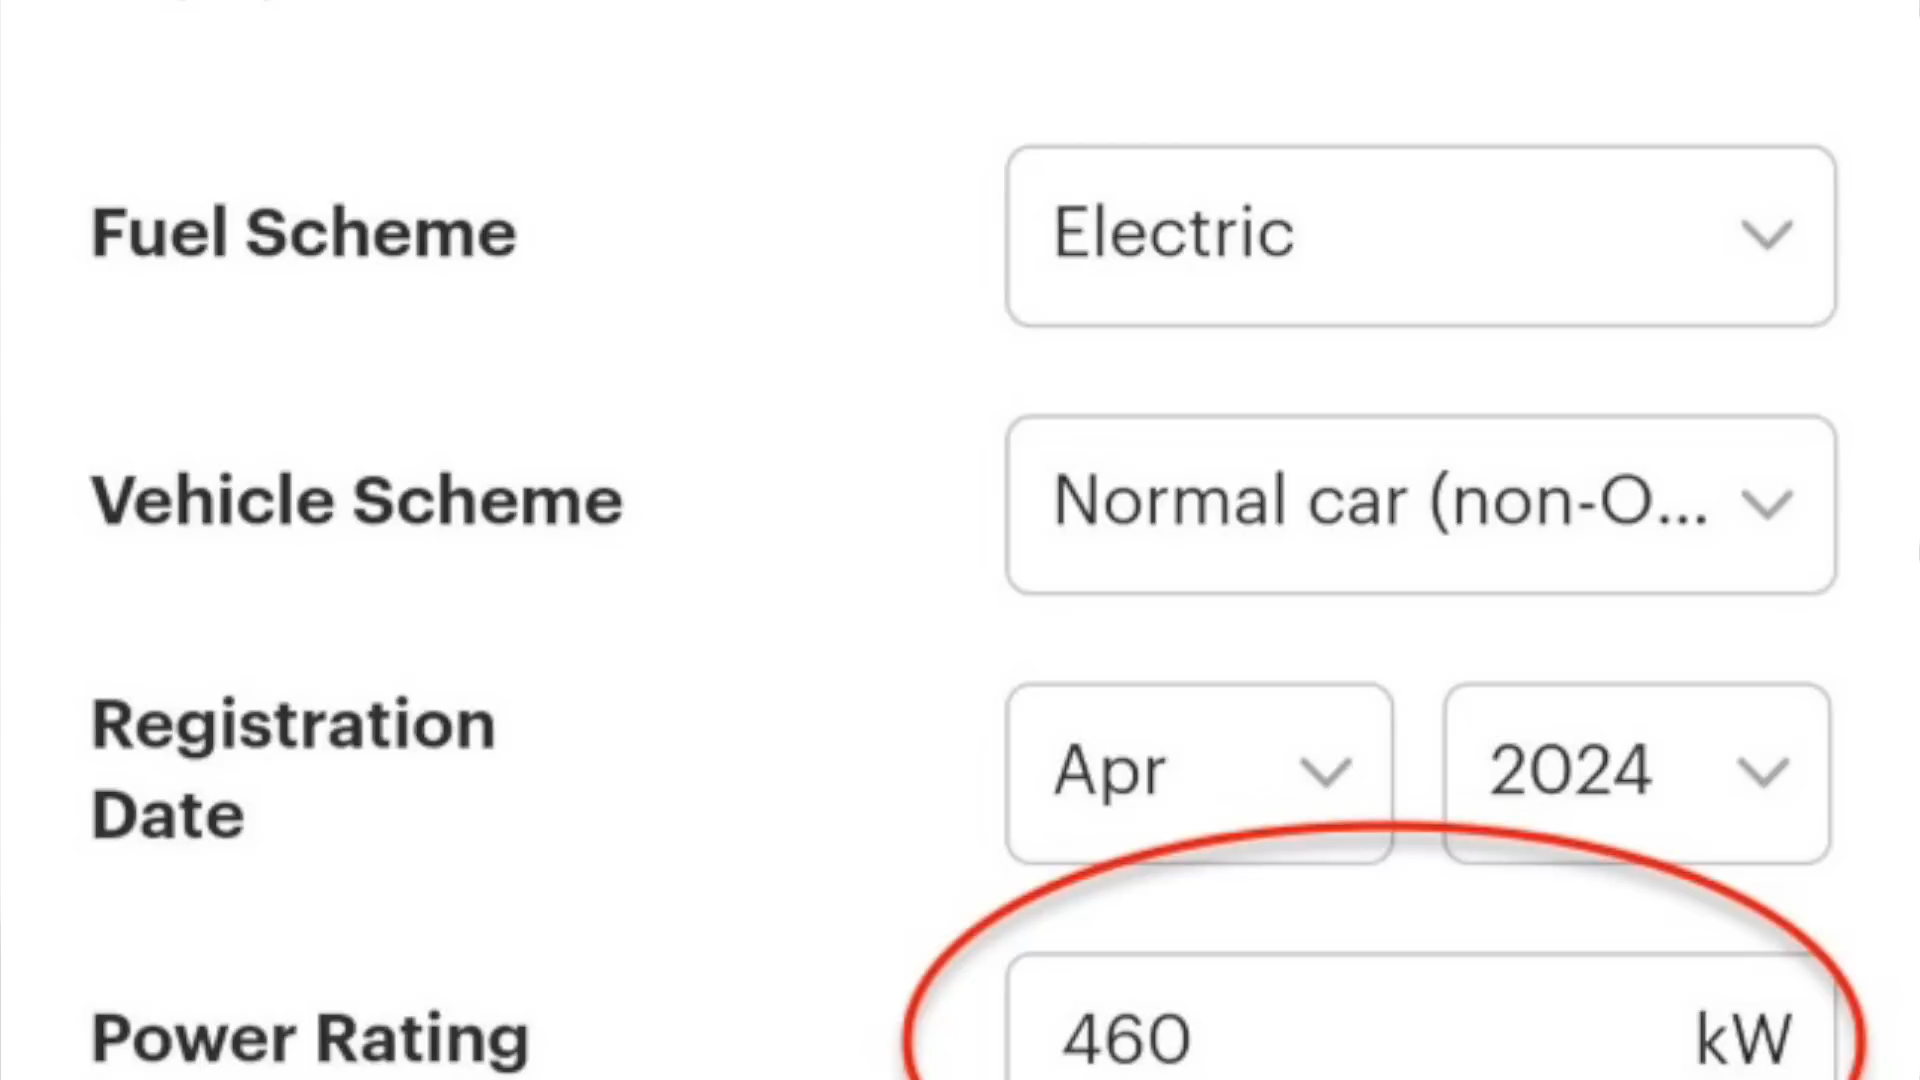 Fuel Scheme
Electric
Vehicle Scheme
Normal car (non-O...
Registration
Date
Apr
2024
Power Rating
460
kW